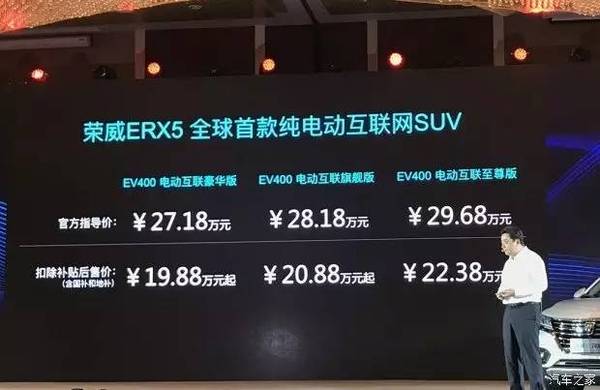 荣威ERX5 全球首款纯电动互联网SUV
EV400 电动互联豪华版 EV400 电动互联旗舰版 EV400 电动互联至尊版
官方指导价： ￥27.18万元 ￥28.18万元 ￥29.68万元
扣除补贴后售价： ￥19.88万元起 ￥20.88万元起 ￥22.38万元
(含国补和地补)
汽车之家